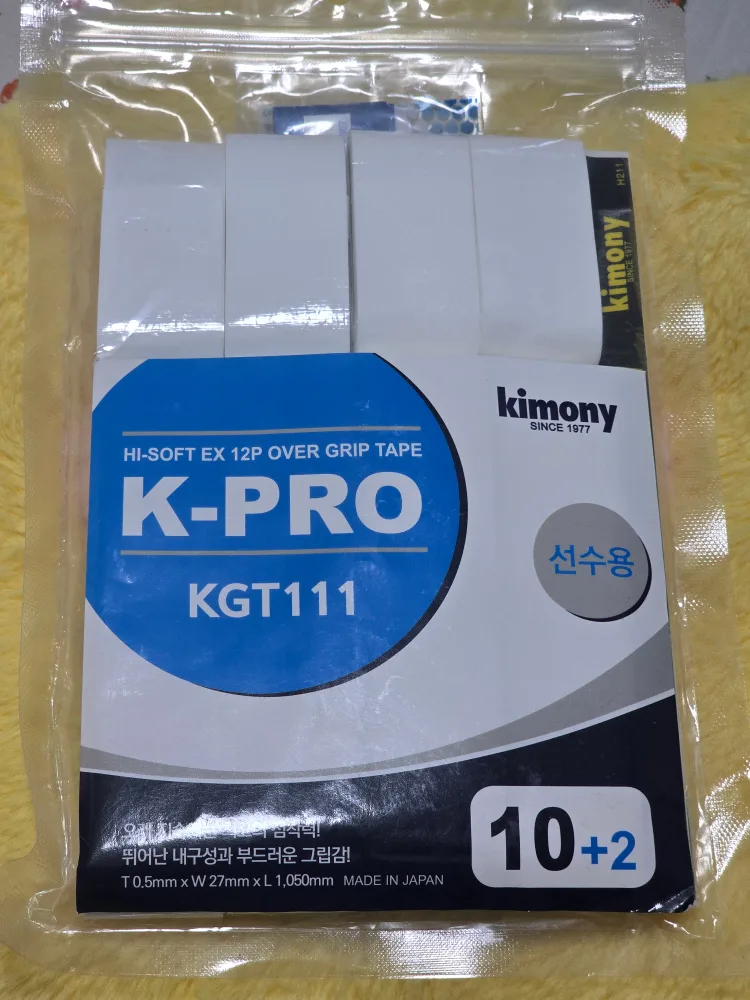 H211
kimony
SINCE 1977
kimony
SINCE 1977
HI-SOFT EX 12P OVER GRIP TAPE
K-PRO
KGT111
선수용
오래
뛰어난 내구성과 부드러운 그립감!
T 0.5mm x W 27mm x L 1,050mm MADE IN JAPAN
10+2